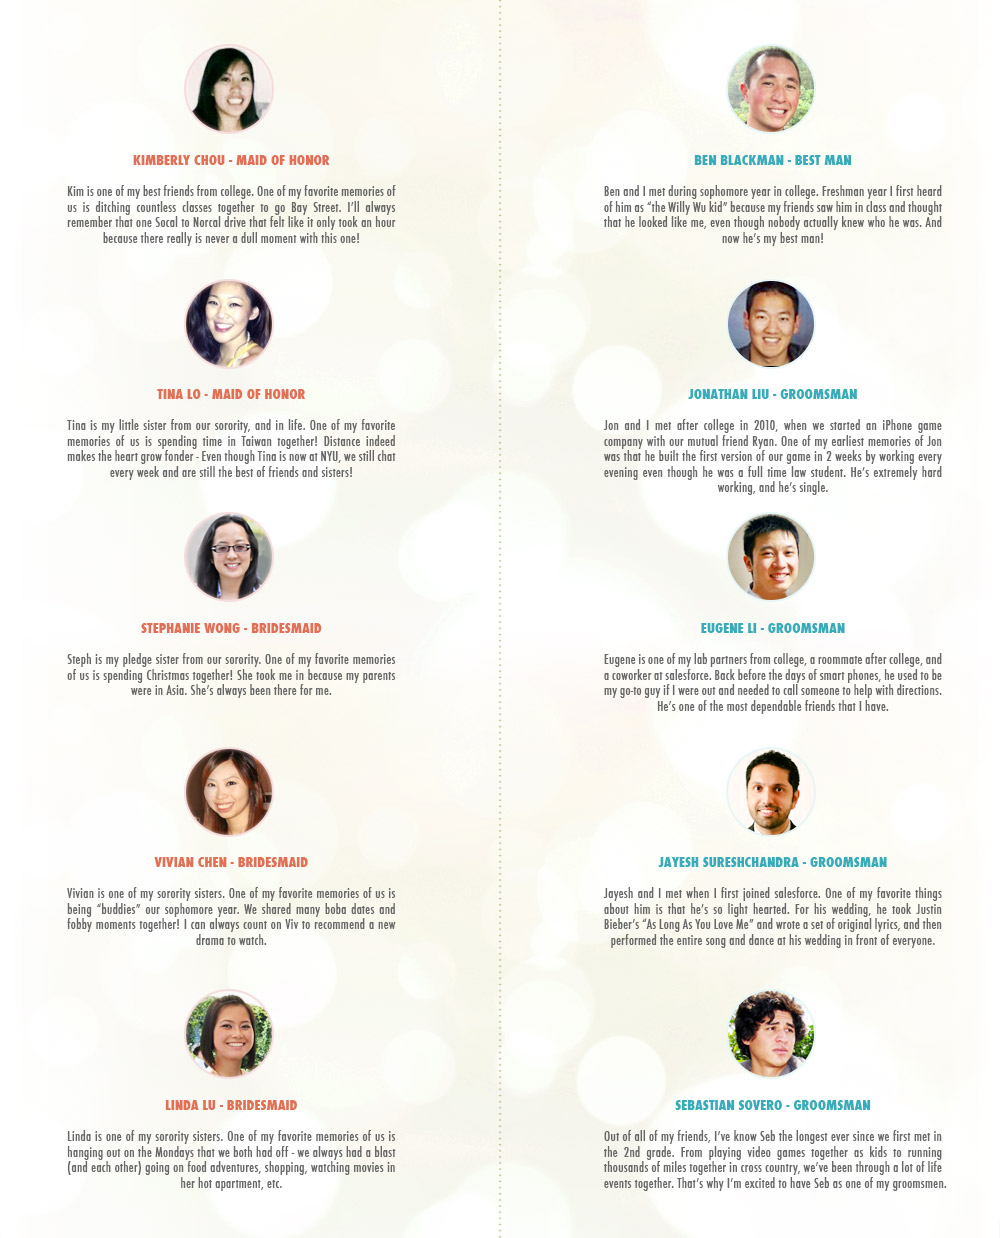 KIMBERLY CHOU - MAID OF HONOR
Kim is one of my best friends from college. One of my favorite memories of
us is ditching countless classes together to go Bay Street. I'll always
remember that one Socal to Norcal drive that felt like it only took an hour
because there really is never a dull moment with this one!
TINA LO - MAID OF HONOR
Tina is my little sister from our sorority, and in life. One of my favorite
memories of us is spending time in Taiwan together! Distance indeed
makes the heart grow fonder - Even though Tina is now at NYU, we still chat
every week and are still the best of friends and sisters!
STEPHANIE WONG - BRIDESMAID
Steph is my pledge sister from our sorority. One of my favorite memories
of us is spending Christmas together! She took me in because my parents
were in Asia. She's always been there for me.
VIVIAN CHEN - BRIDESMAID
Vivian is one of my sorority sisters. One of my favorite memories of us is
being "buddies" our sophomore year. We shared many boba dates and
fobby moments together! I can always count on Viv to recommend a new
drama to watch.
LINDA LU - BRIDESMAID
Linda is one of my sorority sisters. One of my favorite memories of us is
hanging out on the Mondays that we both had off - we always had a blast
(and each other) going on food adventures, shopping, watching movies in
her hot apartment, etc.
BEN BLACKMAN - BEST MAN
Ben and I met during sophomore year in college. Freshman year I first heard
of him as "the Willy Wu kid" because my friends saw him in class and thought
that he looked like me, even though nobody actually knew who he was. And
now he's my best man!
JONATHAN LIU - GROOMSMAN
Jon and I met after college in 2010, when we started an iPhone game
company with our mutual friend Ryan. One of my earliest memories of Jon
was that he built the first version of our game in 2 weeks by working every
evening even though he was a full time law student. He's extremely hard
working, and he's single.
EUGENE LI - GROOMSMAN
Eugene is one of my lab partners from college, a roommate after college, and
a coworker at salesforce. Back before the days of smart phones, he used to be
my go-to guy if I were out and needed to call someone to help with directions.
He's one of the most dependable friends that I have.
JAYESH SURESHCHANDRA - GROOMSMAN
Jayesh and I met when I first joined salesforce. One of my favorite things
about him is that he's so light hearted. For his wedding, he took Justin
Bieber's "As Long As You Love Me" and wrote a set of original lyrics, and then
performed the entire song and dance at his wedding in front of everyone.
SEBASTIAN SOVERO - GROOMSMAN
Out of all of my friends, I've know Seb the longest ever since we first met in
the 2nd grade. From playing video games together as kids to running
thousands of miles together in cross country, we've been through a lot of life
events together. That's why I'm excited to have Seb as one of my groomsmen.